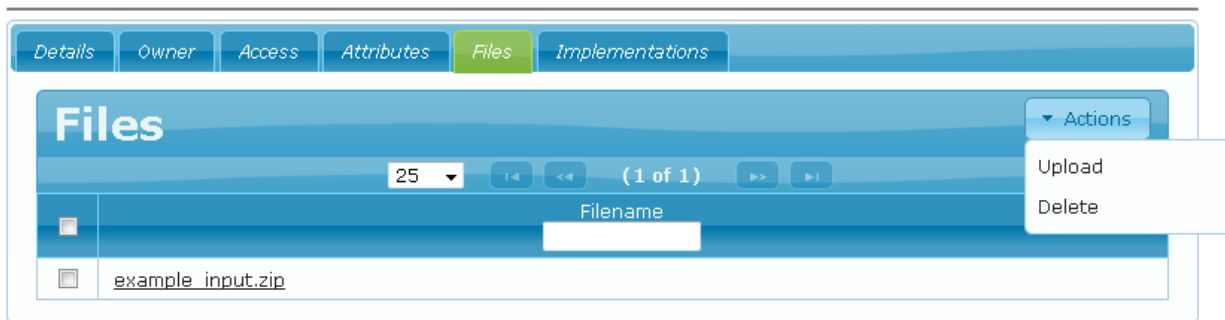 Details Owner Access Attributes Files Implementations
Files
Actions
Upload
Delete
25 (1 of 1)
Filename
example_input.zip